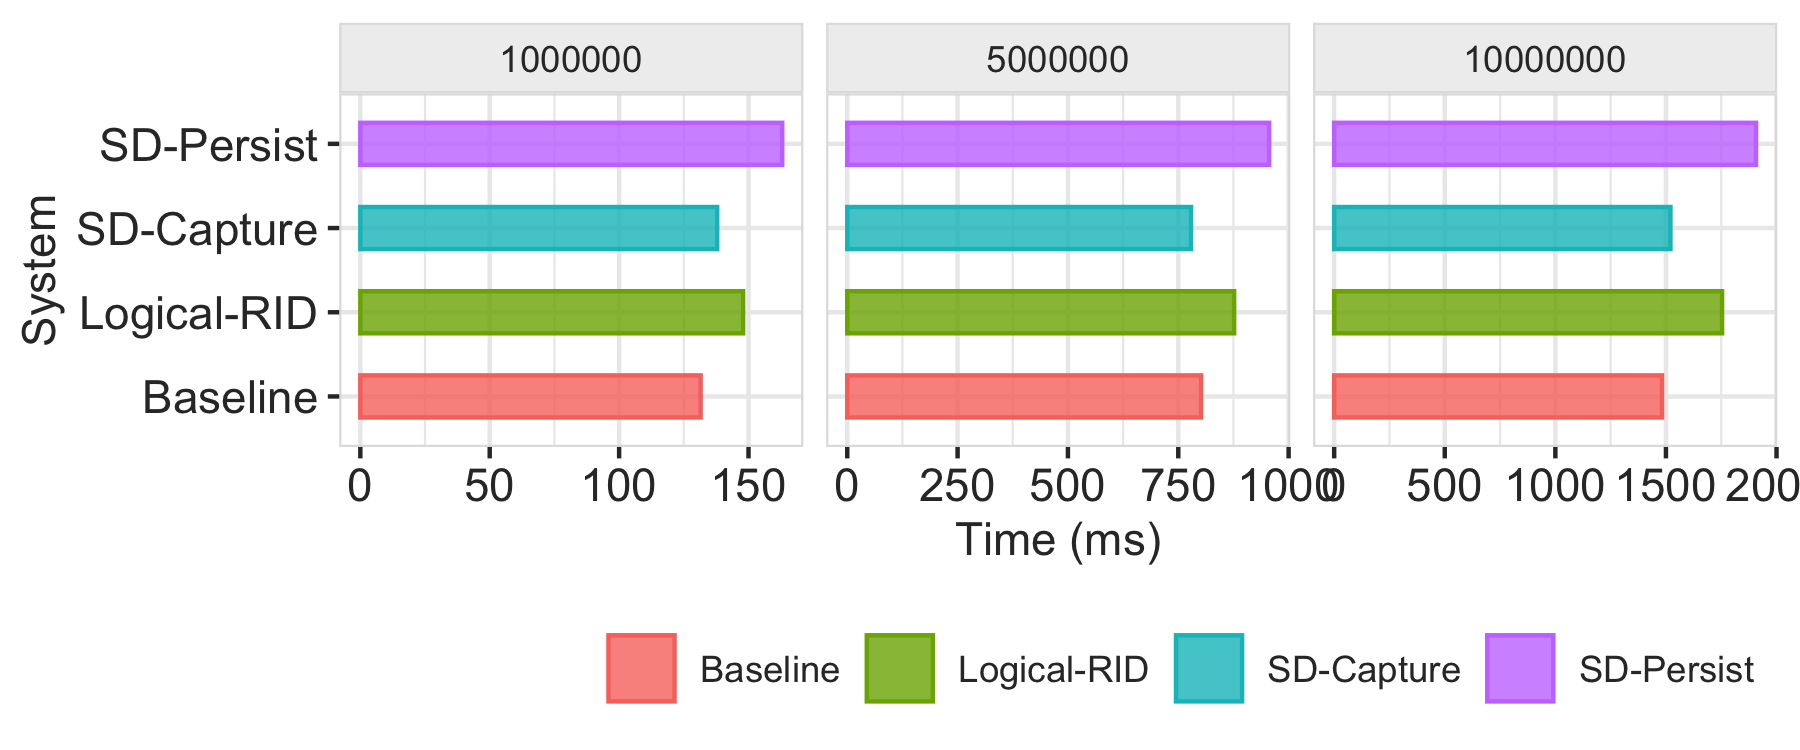 1000000 5000000 10000000
System
SD-Persist
SD-Capture
Logical-RID
Baseline
0 50 100 150 0 250 500 750 1000 0 500 1000 1500 200
Time (ms)
Baseline Logical-RID SD-Capture SD-Persist